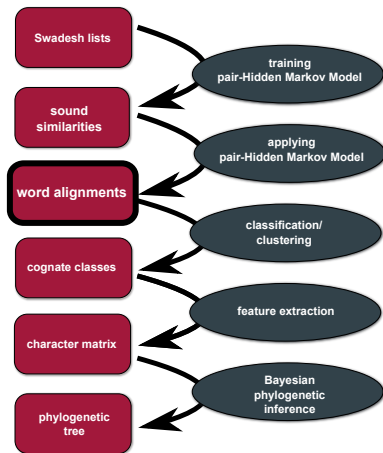 Swadesh lists
training
pair-Hidden Markov Model
sound
similarities
applying
pair-Hidden Markov Model
word alignments
classification/
clustering
cognate classes
feature extraction
character matrix
Bayesian
phylogenetic
inference
phylogenetic
tree